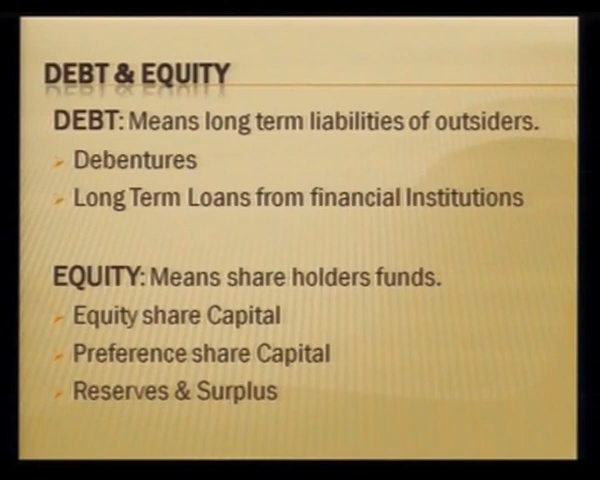 DEBT & EQUITY
DEBT: Means long term liabilities of outsiders.
Debentures
Long Term Loans from financial Institutions
EQUITY: Means share holders funds.
Equity share Capital
Preference share Capital
Reserves & Surplus